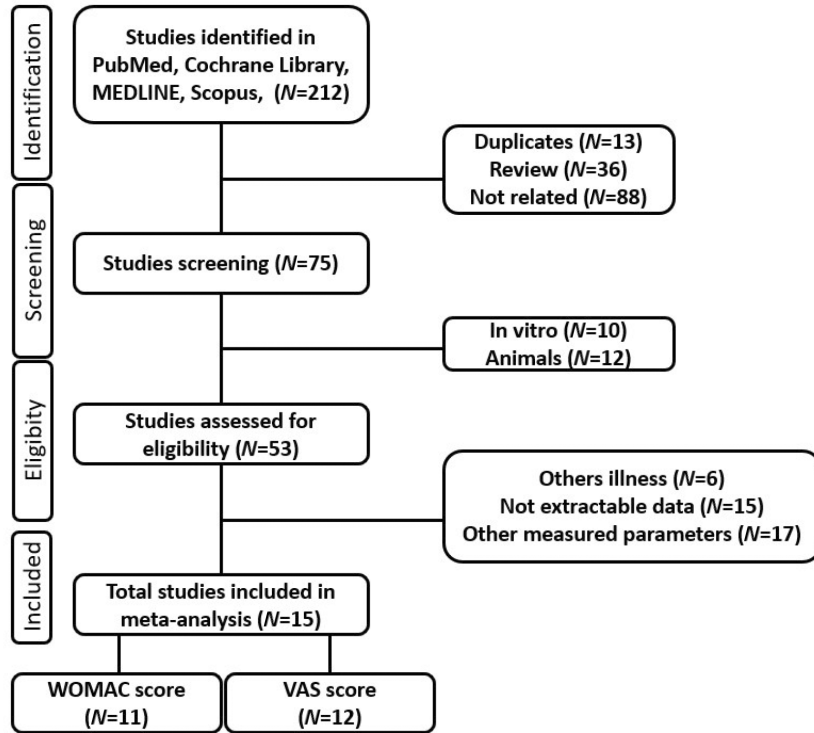 Identification
Studies identified in
PubMed, Cochrane Library,
MEDLINE, Scopus, (N=212)
Duplicates (N=13)
Review (N=36)
Not related (N=88)
Screening
Studies screening (N=75)
In vitro (N=10)
Animals (N=12)
Eligibity
Studies assessed for
eligibility (N=53)
Others illness (N=6)
Not extractable data (N=15)
Other measured parameters (N=17)
Included
Total studies included in
meta-analysis (N=15)
WOMAC score
(N=11)
VAS score
(N=12)